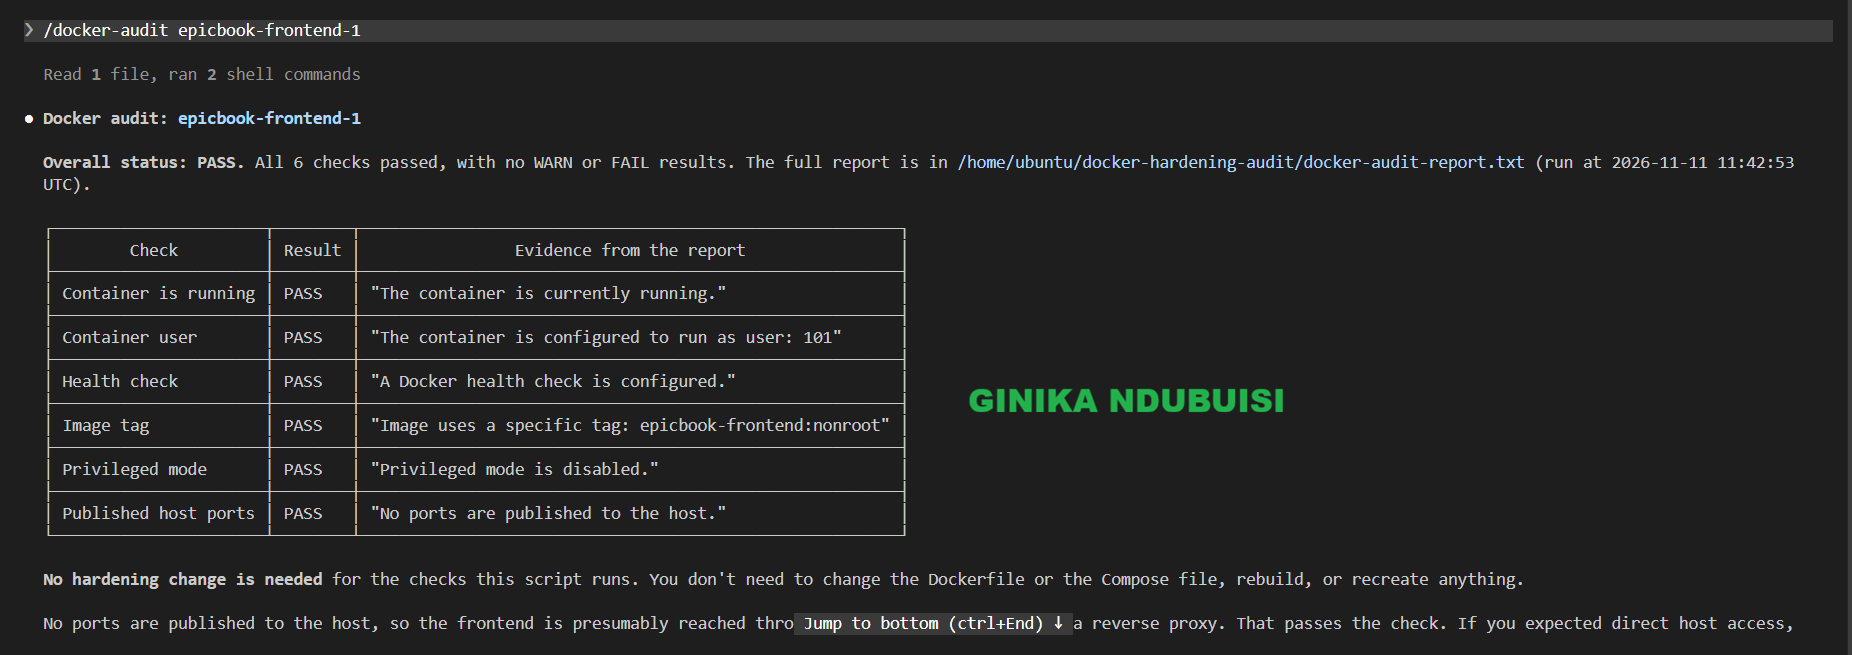 ❯ /docker-audit epicbook-frontend-1
Read 1 file, ran 2 shell commands
● Docker audit: epicbook-frontend-1
Overall status: PASS. All 6 checks passed, with no WARN or FAIL results. The full report is in /home/ubuntu/docker-hardening-audit/docker-audit-report.txt (run at 2026-11-11 11:42:53
UTC).
Check Result Evidence from the report
Container is running PASS "The container is currently running."
Container user PASS "The container is configured to run as user: 101"
Health check PASS "A Docker health check is configured."
GINIKA NDUBUISI
Image tag PASS "Image uses a specific tag: epicbook-frontend:nonroot"
Privileged mode PASS "Privileged mode is disabled."
Published host ports PASS "No ports are published to the host."
No hardening change is needed for the checks this script runs. You don't need to change the Dockerfile or the Compose file, rebuild, or recreate anything.
No ports are published to the host, so the frontend is presumably reached thro Jump to bottom (ctrl+End) ↓ a reverse proxy. That passes the check. If you expected direct host access,